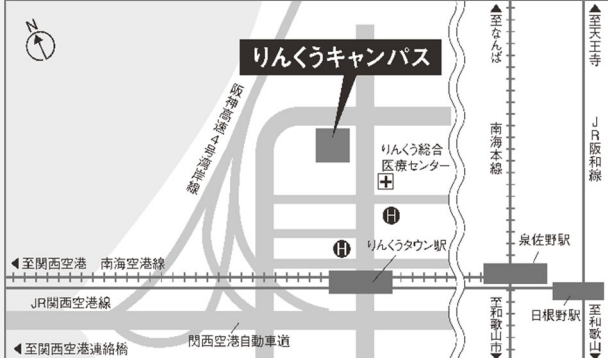 りんくうキャンパス
阪神高速4号湾岸線
りんくう総合
医療センター
H
H
りんくうタウン駅
▲至なんば
南海本線
▲至天王寺
JR阪和線
泉佐野駅
日根野駅
至和歌山市▼
至和歌山▼
◀至関西空港 南海空港線
JR関西空港線
関西空港自動車道
◀至関西空港連絡橋
N